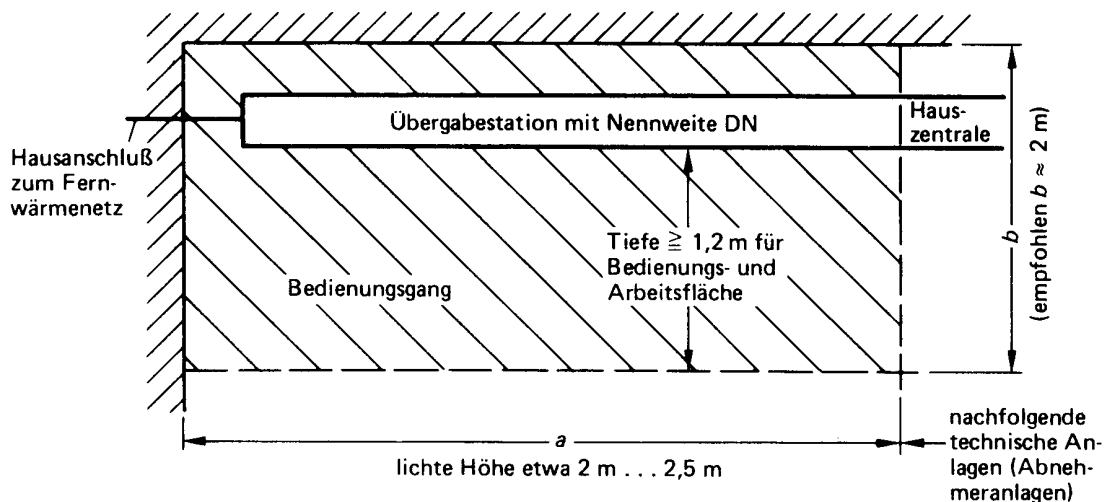 Übergabestation mit Nennweite DN
Haus-
zentrale
Hausanschluß
zum Fern-
wärmenetz
Tiefe ≧ 1,2 m für
Bedienungs- und
Arbeitsfläche
Bedienungsgang
b
(empfohlen b ≈ 2 m)
a
lichte Höhe etwa 2 m . . . 2,5 m
nachfolgende
technische An-
lagen (Abneh-
meranlagen)